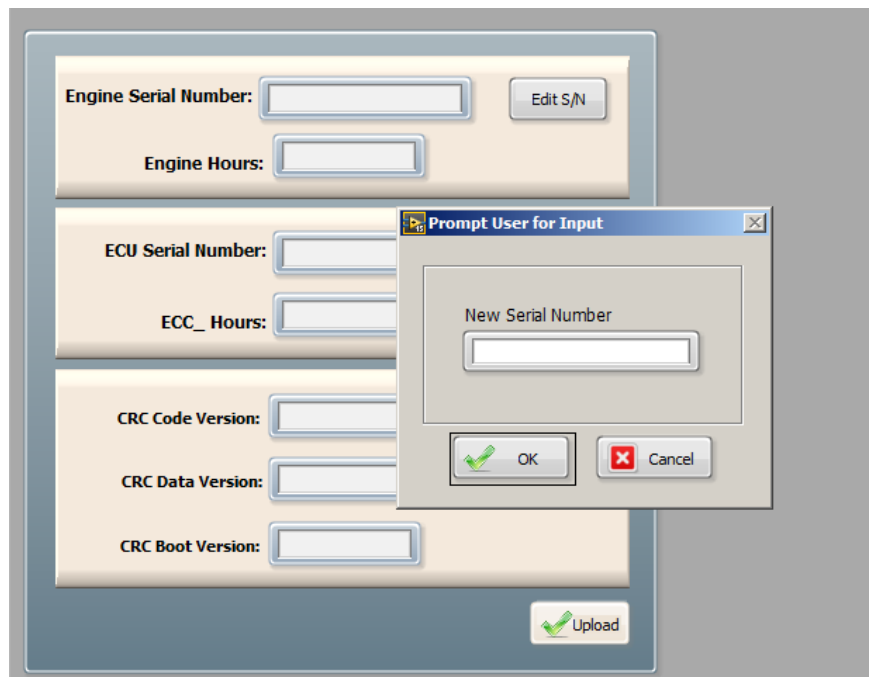 Engine Serial Number:
Edit S/N
Engine Hours:
ECU Serial Number:
ECC_ Hours:
CRC Code Version:
CRC Data Version:
CRC Boot Version:
Upload
Prompt User for Input
New Serial Number
OK
Cancel